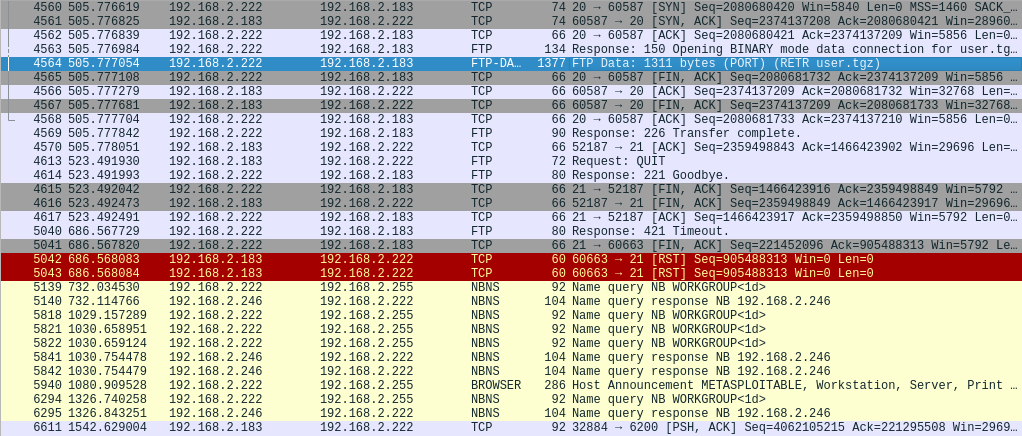 4560 505.776619 192.168.2.222 192.168.2.183 TCP 74 20 → 60587 [SYN] Seq=2080680420 Win=5840 Len=0 MSS=1460 SACK_…
4561 505.776825 192.168.2.183 192.168.2.222 TCP 74 60587 → 20 [SYN, ACK] Seq=2374137208 Ack=2080680421 Win=28960…
4562 505.776839 192.168.2.222 192.168.2.183 TCP 66 20 → 60587 [ACK] Seq=2080680421 Ack=2374137209 Win=5856 Len=0…
4563 505.776984 192.168.2.222 192.168.2.183 FTP 134 Response: 150 Opening BINARY mode data connection for user.tg…
4564 505.777054 192.168.2.222 192.168.2.183 FTP-DA… 1377 FTP Data: 1311 bytes (PORT) (RETR user.tgz)
4565 505.777108 192.168.2.222 192.168.2.183 TCP 66 20 → 60587 [FIN, ACK] Seq=2080681732 Ack=2374137209 Win=5856 …
4566 505.777279 192.168.2.183 192.168.2.222 TCP 66 60587 → 20 [ACK] Seq=2374137209 Ack=2080681732 Win=32768 Len=…
4567 505.777681 192.168.2.183 192.168.2.222 TCP 66 60587 → 20 [FIN, ACK] Seq=2374137209 Ack=2080681733 Win=32768…
4568 505.777704 192.168.2.222 192.168.2.183 TCP 66 20 → 60587 [ACK] Seq=2080681733 Ack=2374137210 Win=5856 Len=0…
4569 505.777842 192.168.2.222 192.168.2.183 FTP 90 Response: 226 Transfer complete.
4570 505.778051 192.168.2.183 192.168.2.222 TCP 66 52187 → 21 [ACK] Seq=2359498843 Ack=1466423902 Win=29696 Len=…
4613 523.491930 192.168.2.183 192.168.2.222 FTP 72 Request: QUIT
4614 523.491993 192.168.2.222 192.168.2.183 FTP 80 Response: 221 Goodbye.
4615 523.492042 192.168.2.222 192.168.2.183 TCP 66 21 → 52187 [FIN, ACK] Seq=1466423916 Ack=2359498849 Win=5792 …
4616 523.492473 192.168.2.183 192.168.2.222 TCP 66 52187 → 21 [FIN, ACK] Seq=2359498849 Ack=1466423917 Win=29696…
4617 523.492491 192.168.2.222 192.168.2.183 TCP 66 21 → 52187 [ACK] Seq=1466423917 Ack=2359498850 Win=5792 Len=0…
5040 686.567729 192.168.2.222 192.168.2.183 FTP 80 Response: 421 Timeout.
5041 686.567820 192.168.2.222 192.168.2.183 TCP 66 21 → 60663 [FIN, ACK] Seq=221452096 Ack=905488313 Win=5792 Le…
5042 686.568083 192.168.2.183 192.168.2.222 TCP 60 60663 → 21 [RST] Seq=905488313 Win=0 Len=0
5043 686.568084 192.168.2.183 192.168.2.222 TCP 60 60663 → 21 [RST] Seq=905488313 Win=0 Len=0
5139 732.034530 192.168.2.222 192.168.2.255 NBNS 92 Name query NB WORKGROUP<1d>
5140 732.114766 192.168.2.246 192.168.2.222 NBNS 104 Name query response NB 192.168.2.246
5818 1029.157289 192.168.2.222 192.168.2.255 NBNS 92 Name query NB WORKGROUP<1d>
5821 1030.658951 192.168.2.222 192.168.2.255 NBNS 92 Name query NB WORKGROUP<1d>
5822 1030.659124 192.168.2.222 192.168.2.255 NBNS 92 Name query NB WORKGROUP<1d>
5841 1030.754478 192.168.2.246 192.168.2.222 NBNS 104 Name query response NB 192.168.2.246
5842 1030.754479 192.168.2.246 192.168.2.222 NBNS 104 Name query response NB 192.168.2.246
5940 1080.909528 192.168.2.222 192.168.2.255 BROWSER 286 Host Announcement METASPLOITABLE, Workstation, Server, Print …
6294 1326.740258 192.168.2.222 192.168.2.255 NBNS 92 Name query NB WORKGROUP<1d>
6295 1326.843251 192.168.2.246 192.168.2.222 NBNS 104 Name query response NB 192.168.2.246
6611 1542.629004 192.168.2.183 192.168.2.222 TCP 92 32884 → 6200 [PSH, ACK] Seq=4062105215 Ack=221295508 Win=2969…